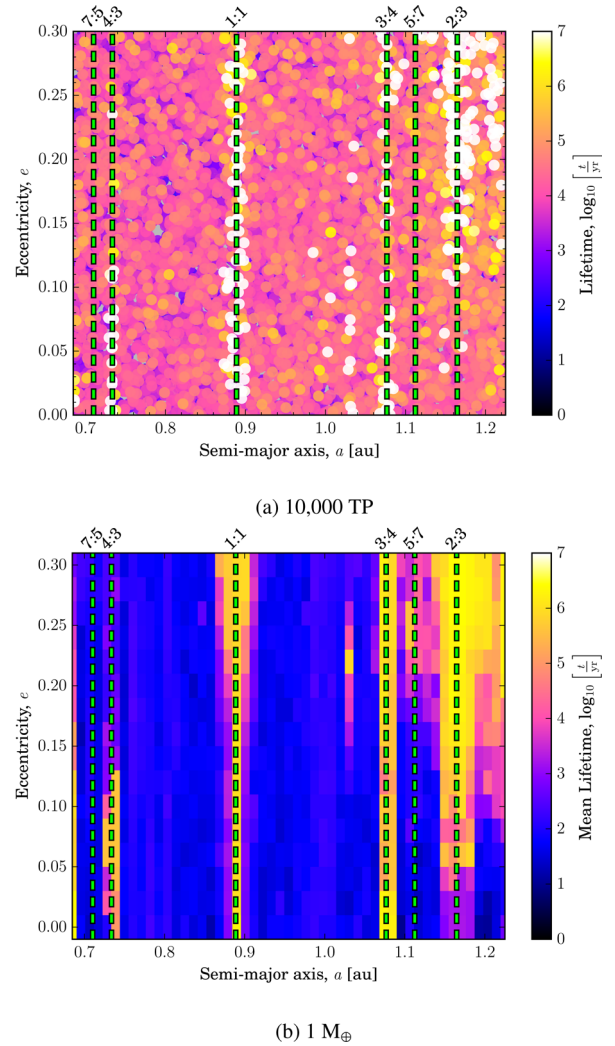 7:5 4:3 1:1 3:4 5:7 2:3
0.30
0.25
0.20
0.15
0.10
0.05
0.00
Eccentricity, e
0.7 0.8 0.9 1.0 1.1 1.2
Semi-major axis, a [au]
7
6
5
4
3
2
1
0
Lifetime, log10 [t/yr]
(a) 10,000 TP
7:5 4:3 1:1 3:4 5:7 2:3
0.30
0.25
0.20
0.15
0.10
0.05
0.00
Eccentricity, e
0.7 0.8 0.9 1.0 1.1 1.2
Semi-major axis, a [au]
7
6
5
4
3
2
1
0
Mean Lifetime, log10 [t/yr]
(b) 1 M⊕